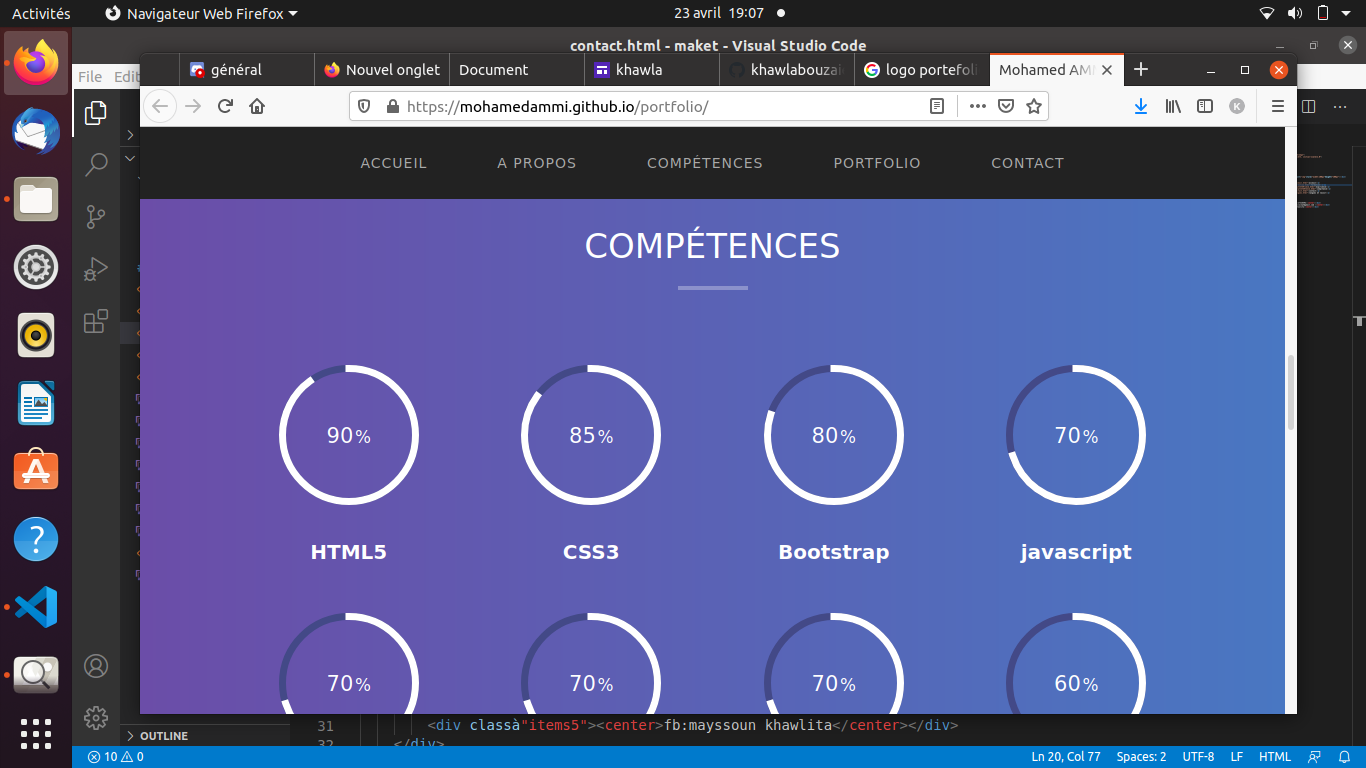 Activités
Navigateur Web Firefox
23 avril 19:07
contact.html - maket - Visual Studio Code
File Edit
général
Nouvel onglet
Document
khawla
khawlabouzai
logo portefoli
Mohamed AM
https://mohamedammi.github.io/portfolio/
K
ACCUEIL
A PROPOS
COMPÉTENCES
PORTFOLIO
CONTACT
COMPÉTENCES
90%
85%
80%
70%
HTML5
CSS3
Bootstrap
javascript
70%
70%
70%
60%
31 <div classà"items5"><center>fb:mayssoun khawlita</center></div>
32 </div>
OUTLINE
10 0
Ln 20, Col 77
Spaces: 2
UTF-8
LF
HTML